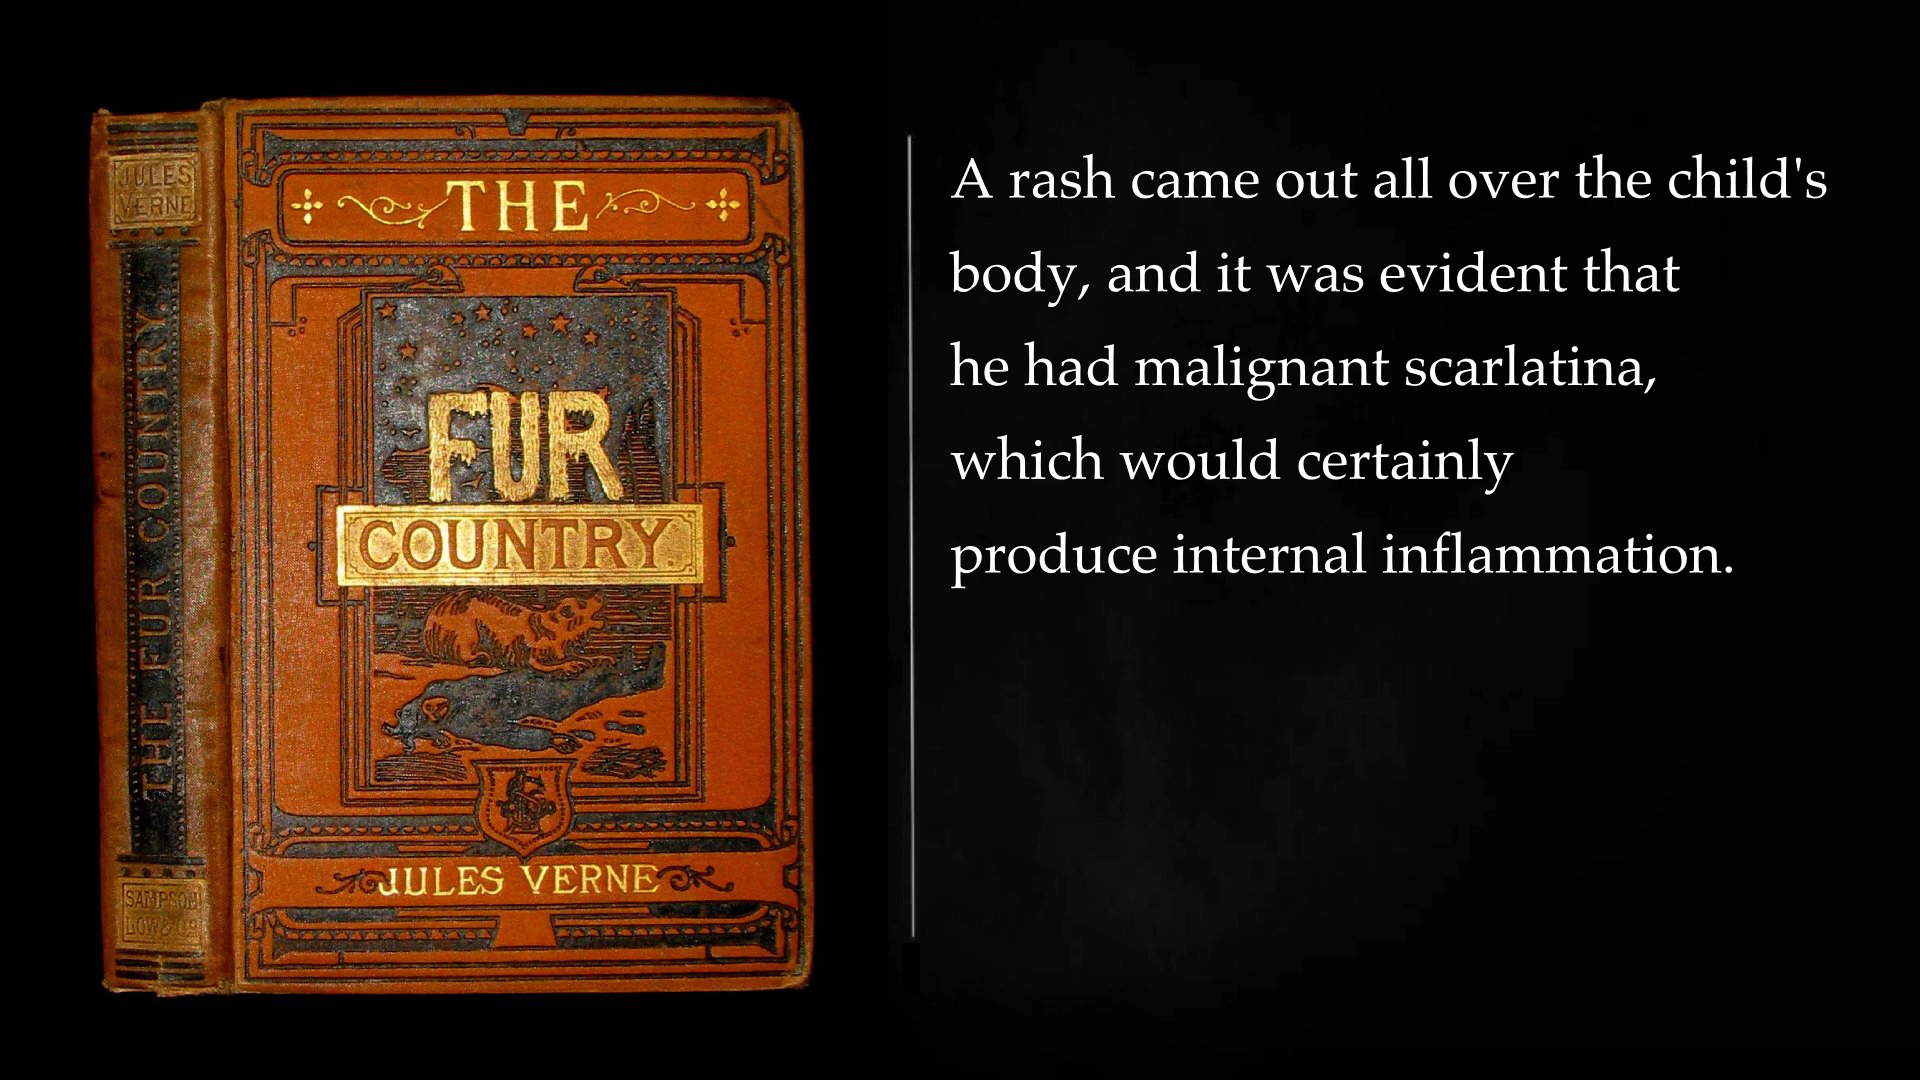 JULES
VERNE
THE FUR COUNTRY.
SAMPSON
LOW & Co
THE
FUR
COUNTRY.
JULES VERNE
A rash came out all over the child's
body, and it was evident that
he had malignant scarlatina,
which would certainly
produce internal inflammation.